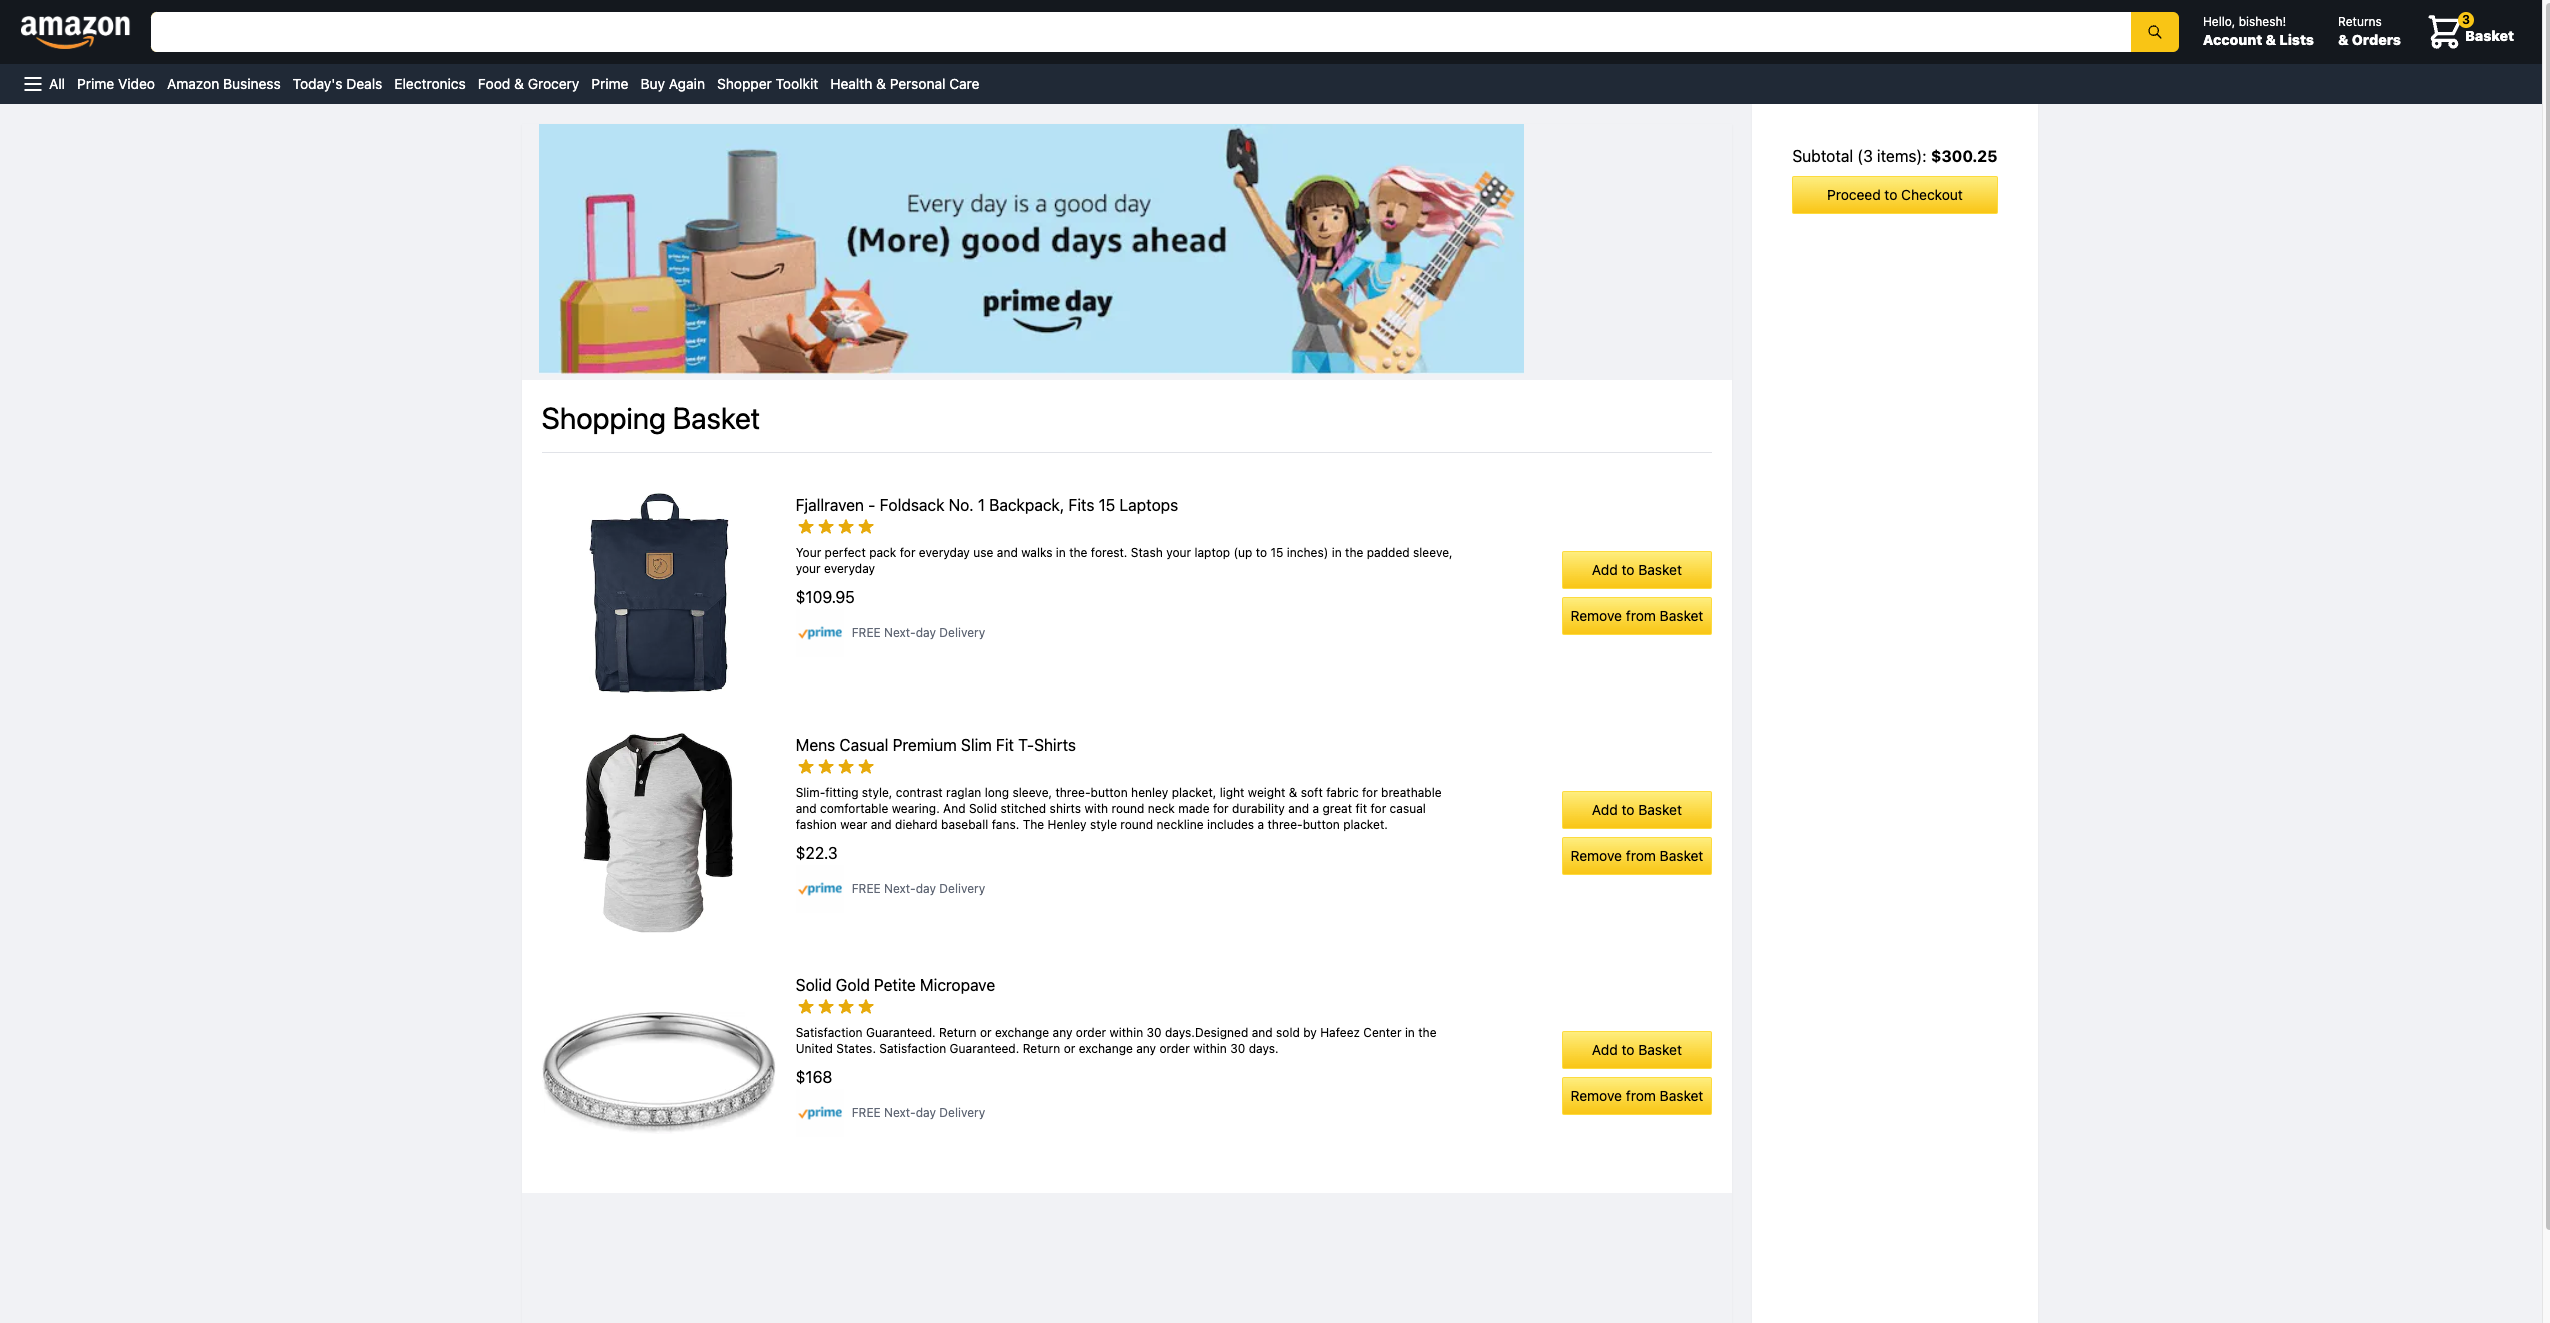 amazon
Hello, bishesh!
Account & Lists
Returns
& Orders
3
Basket
All Prime Video Amazon Business Today's Deals Electronics Food & Grocery Prime Buy Again Shopper Toolkit Health & Personal Care
Every day is a good day
(More) good days ahead
prime day
Subtotal (3 items): $300.25
Proceed to Checkout
Shopping Basket
Fjallraven - Foldsack No. 1 Backpack, Fits 15 Laptops
Your perfect pack for everyday use and walks in the forest. Stash your laptop (up to 15 inches) in the padded sleeve,
your everyday
$109.95
prime FREE Next-day Delivery
Add to Basket
Remove from Basket
Mens Casual Premium Slim Fit T-Shirts
Slim-fitting style, contrast raglan long sleeve, three-button henley placket, light weight & soft fabric for breathable
and comfortable wearing. And Solid stitched shirts with round neck made for durability and a great fit for casual
fashion wear and diehard baseball fans. The Henley style round neckline includes a three-button placket.
$22.3
prime FREE Next-day Delivery
Add to Basket
Remove from Basket
Solid Gold Petite Micropave
Satisfaction Guaranteed. Return or exchange any order within 30 days.Designed and sold by Hafeez Center in the
United States. Satisfaction Guaranteed. Return or exchange any order within 30 days.
$168
prime FREE Next-day Delivery
Add to Basket
Remove from Basket